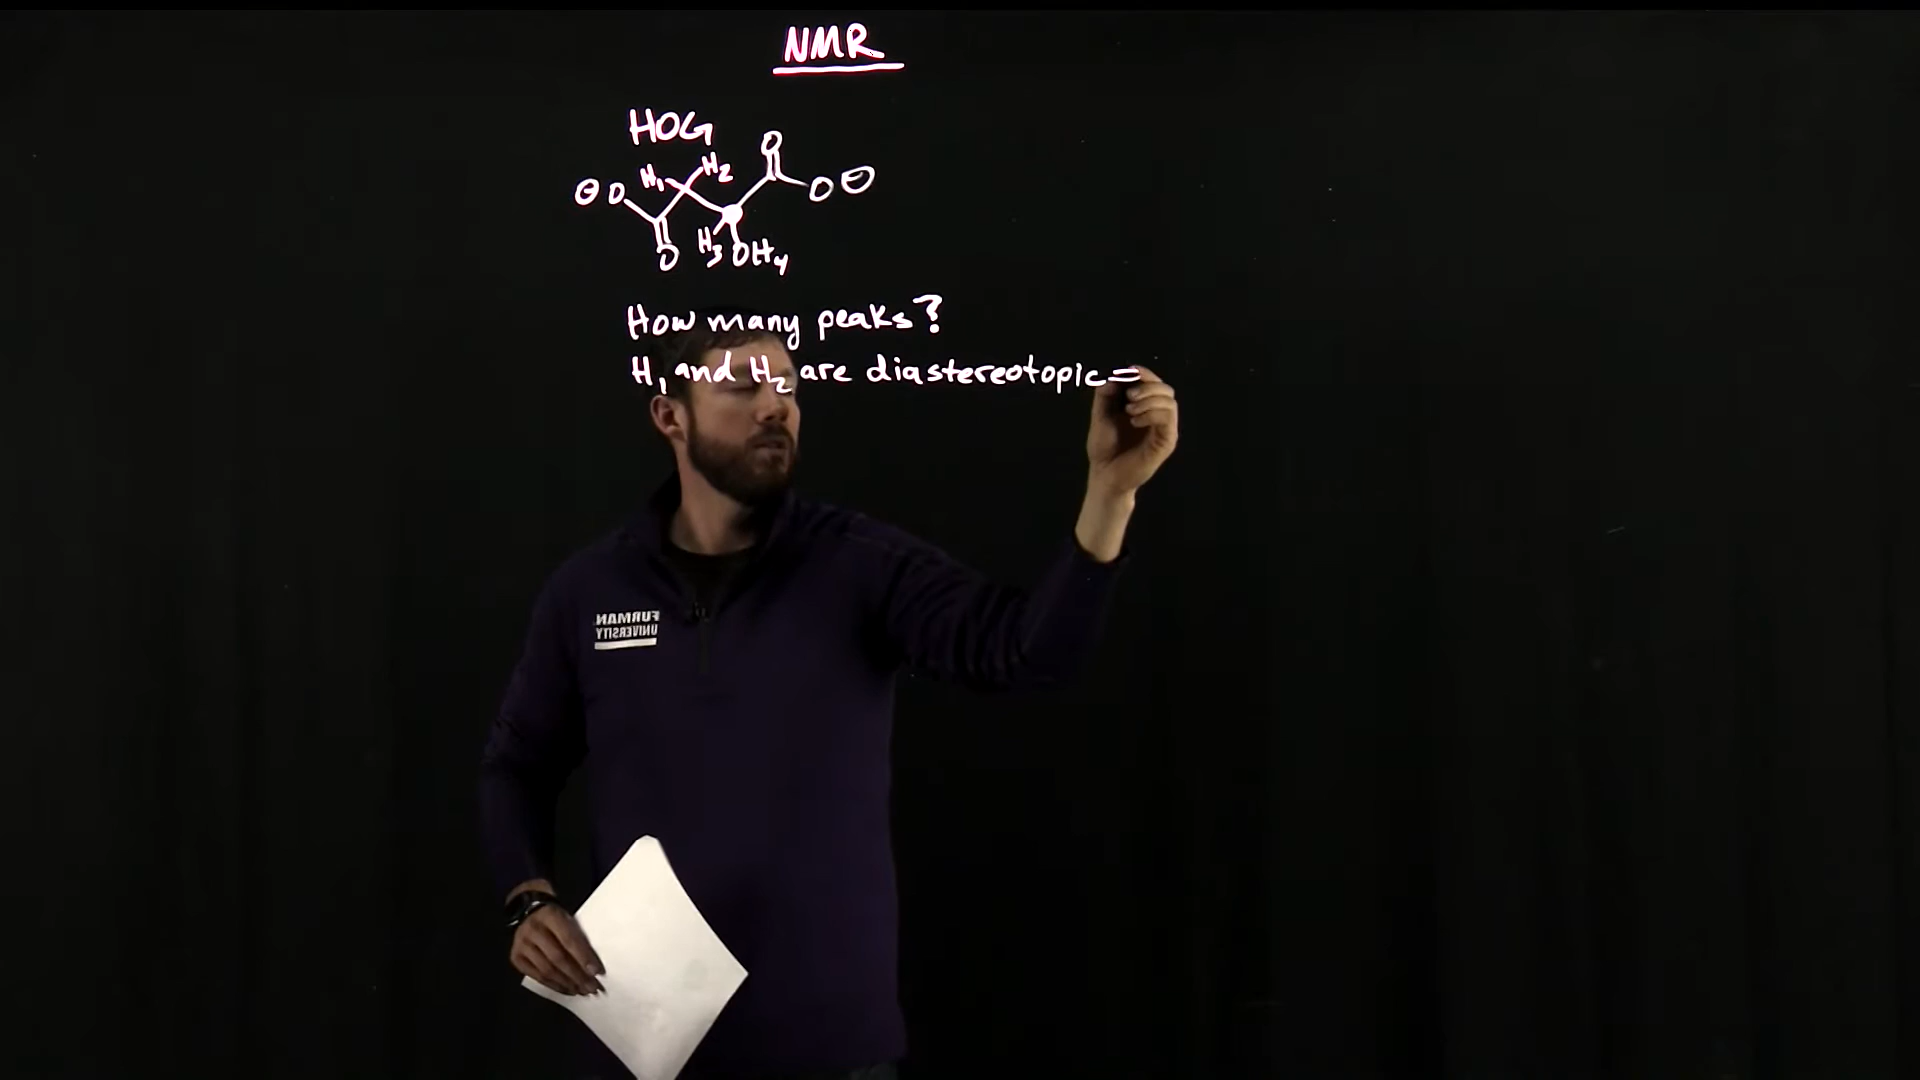 NMR
HOG
H₁ H₂ O
⊖ O O ⊖
O H₃ OH₄
How many peaks?
H₁ and H₂ are diastereotopic =
FURMAN
UNIVERSITY